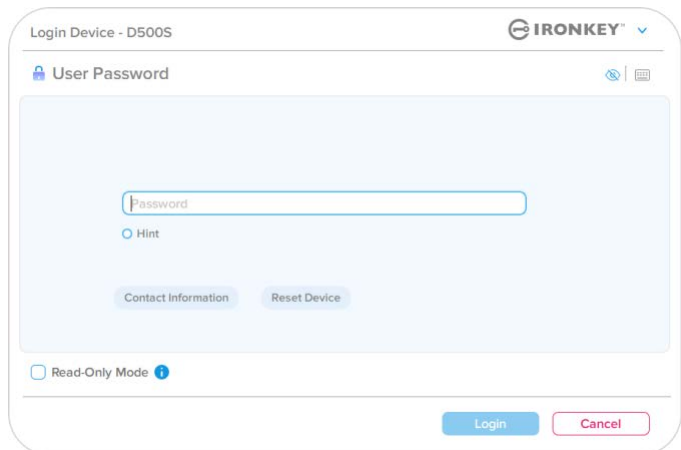 Login Device - D500S
IRONKEY™
User Password
Password
Hint
Contact Information
Reset Device
Read-Only Mode
Login
Cancel